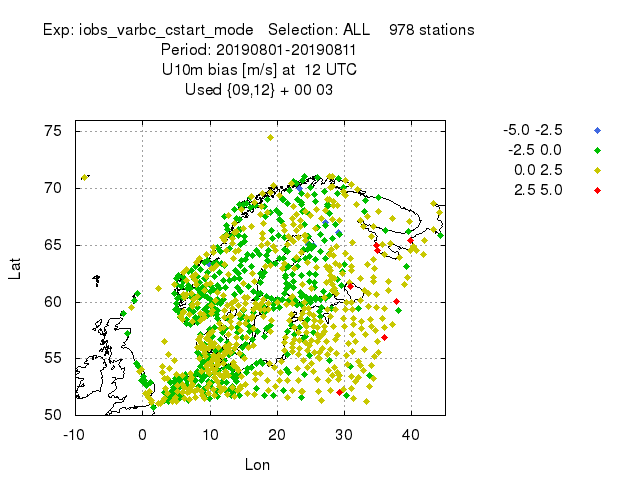 Exp: iobs_varbc_cstart_mode   Selection: ALL    978 stations
Period: 20190801-20190811
U10m bias [m/s] at  12 UTC
Used {09,12} + 00 03
-5.0 -2.5
-2.5 0.0
0.0 2.5
2.5 5.0
75
70
65
60
55
50
Lat
-10 0 10 20 30 40
Lon